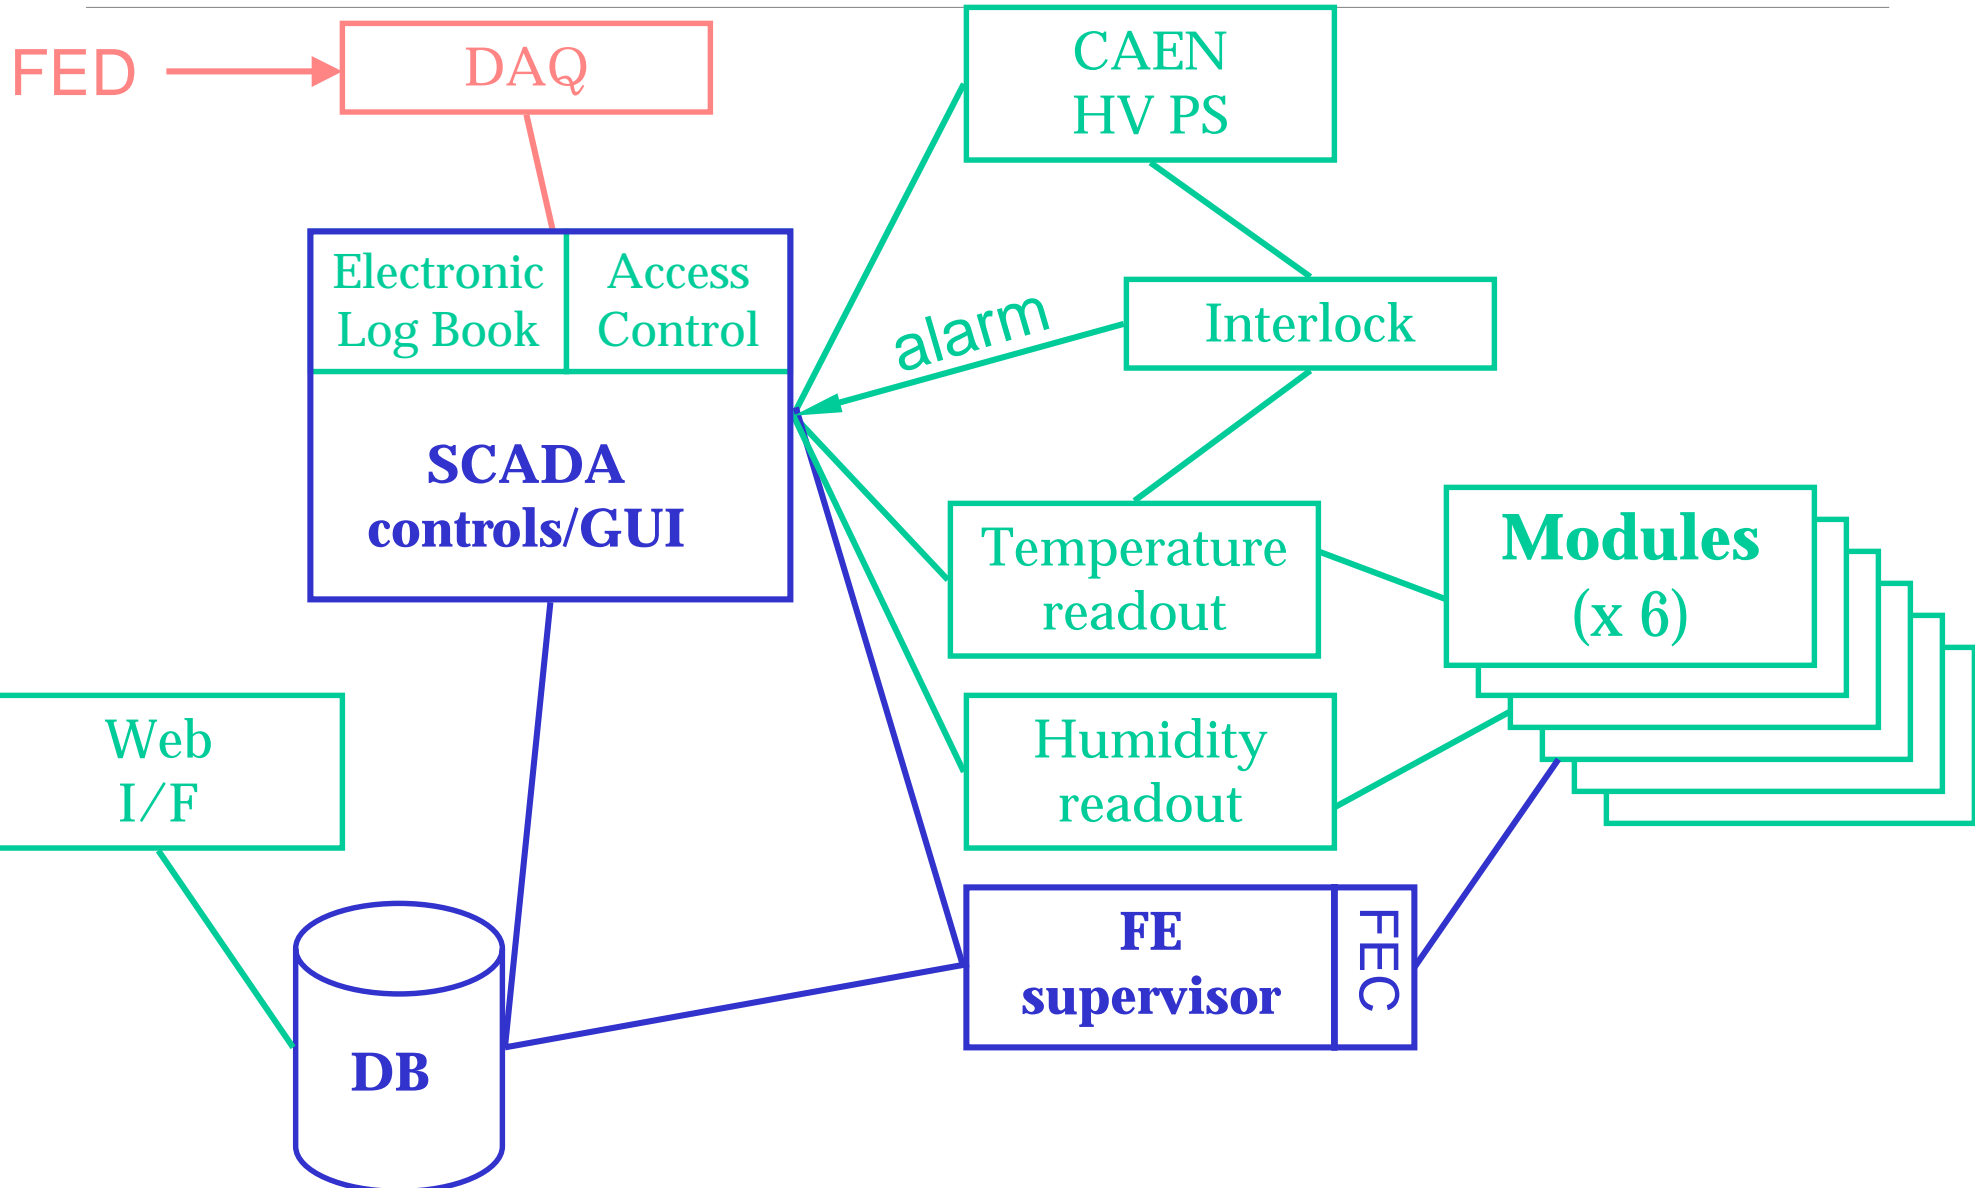 FED
DAQ
CAEN
HV PS
Electronic
Log Book
Access
Control
alarm
Interlock
SCADA
controls/GUI
Temperature
readout
Modules
(x 6)
Web
I/F
Humidity
readout
FE
supervisor
FEC
DB